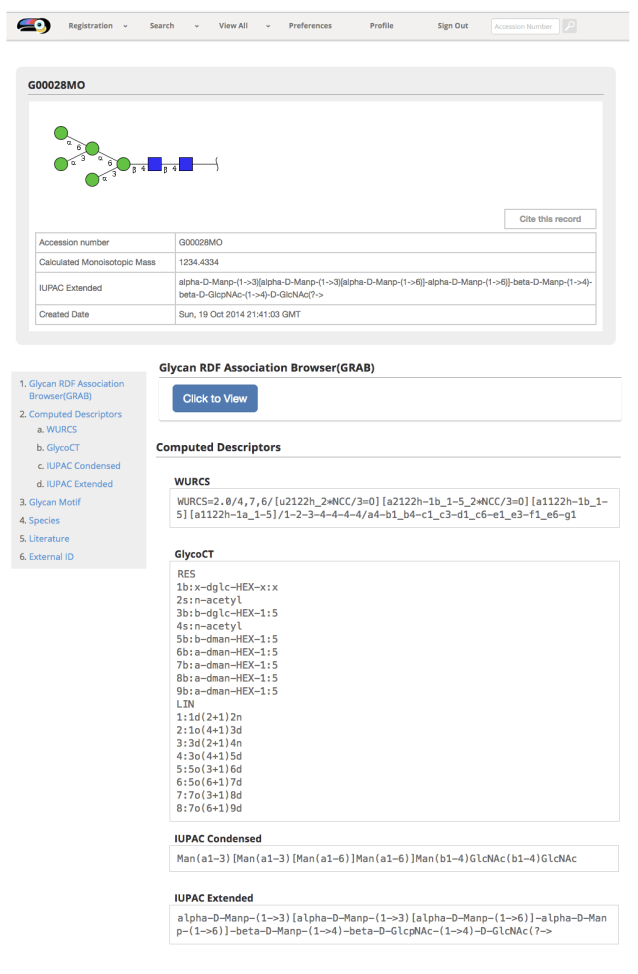 Registration Search View All Preferences Profile Sign Out Accession Number
G00028MO
α 6
α 3 α 6
α 3 β 4 β 4
Cite this record
Accession number G00028MO
Calculated Monoisotopic Mass 1234.4334
IUPAC Extended alpha-D-Manp-(1->3)[alpha-D-Manp-(1->3)[alpha-D-Manp-(1->6)]-alpha-D-Manp-(1->6)]-beta-D-Manp-(1->4)-
beta-D-GlcpNAc-(1->4)-D-GlcNAc(?->
Created Date Sun, 19 Oct 2014 21:41:03 GMT
1. Glycan RDF Association
Browser(GRAB)
2. Computed Descriptors
a. WURCS
b. GlycoCT
c. IUPAC Condensed
d. IUPAC Extended
3. Glycan Motif
4. Species
5. Literature
6. External ID
Glycan RDF Association Browser(GRAB)
Click to View
Computed Descriptors
WURCS
WURCS=2.0/4,7,6/[u2122h_2*NCC/3=O][a2122h-1b_1-5_2*NCC/3=O][a1122h-1b_1-
5][a1122h-1a_1-5]/1-2-3-4-4-4-4/a4-b1_b4-c1_c3-d1_c6-e1_e3-f1_e6-g1
GlycoCT
RES
1b:x-dglc-HEX-x:x
2s:n-acetyl
3b:b-dglc-HEX-1:5
4s:n-acetyl
5b:b-dman-HEX-1:5
6b:a-dman-HEX-1:5
7b:a-dman-HEX-1:5
8b:a-dman-HEX-1:5
9b:a-dman-HEX-1:5
LIN
1:1d(2+1)2n
2:1o(4+1)3d
3:3d(2+1)4n
4:3o(4+1)5d
5:5o(3+1)6d
6:5o(6+1)7d
7:7o(3+1)8d
8:7o(6+1)9d
IUPAC Condensed
Man(a1-3)[Man(a1-3)[Man(a1-6)]Man(a1-6)]Man(b1-4)GlcNAc(b1-4)GlcNAc
IUPAC Extended
alpha-D-Manp-(1->3)[alpha-D-Manp-(1->3)[alpha-D-Manp-(1->6)]-alpha-D-Man
p-(1->6)]-beta-D-Manp-(1->4)-beta-D-GlcpNAc-(1->4)-D-GlcNAc(?->